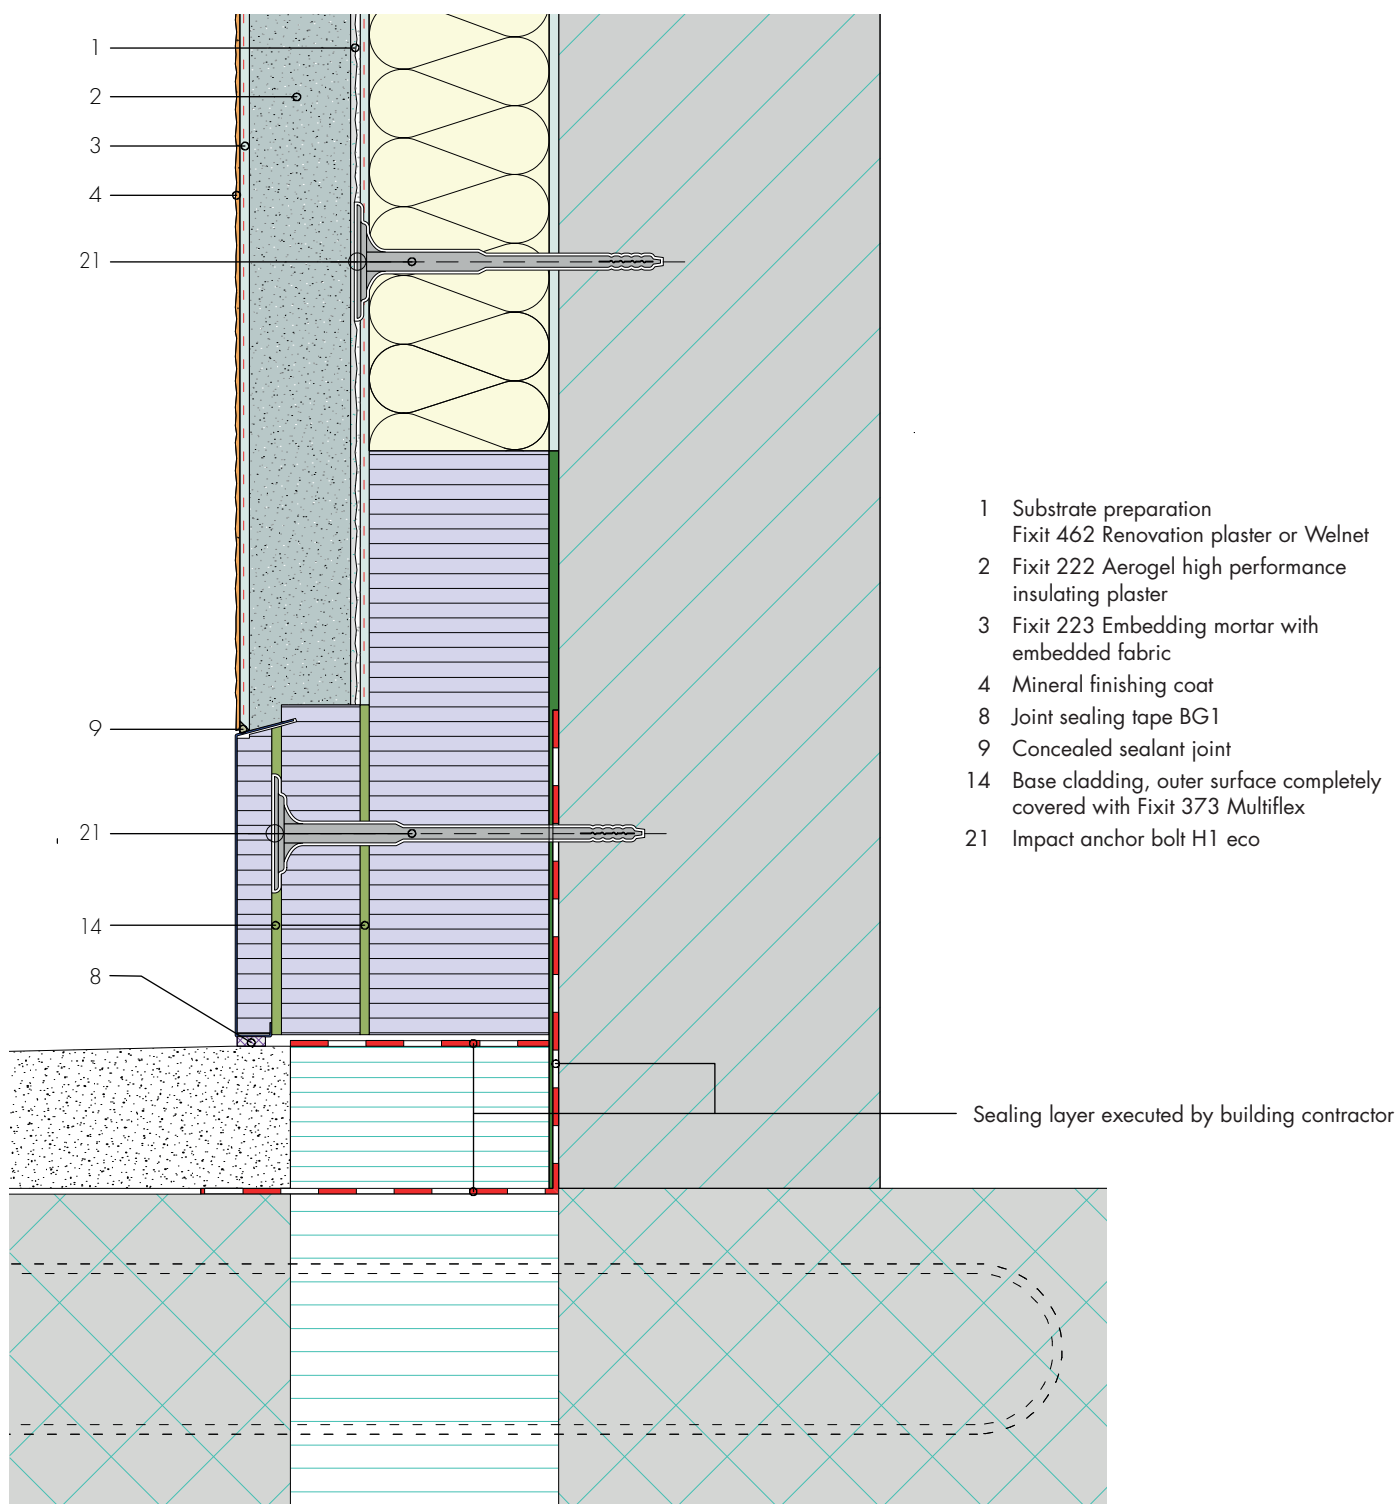 1
2
3
4
21
9
21
14
8
1 Substrate preparation
Fixit 462 Renovation plaster or Welnet
2 Fixit 222 Aerogel high performance
insulating plaster
3 Fixit 223 Embedding mortar with
embedded fabric
4 Mineral finishing coat
8 Joint sealing tape BG1
9 Concealed sealant joint
14 Base cladding, outer surface completely
covered with Fixit 373 Multiflex
21 Impact anchor bolt H1 eco
Sealing layer executed by building contractor